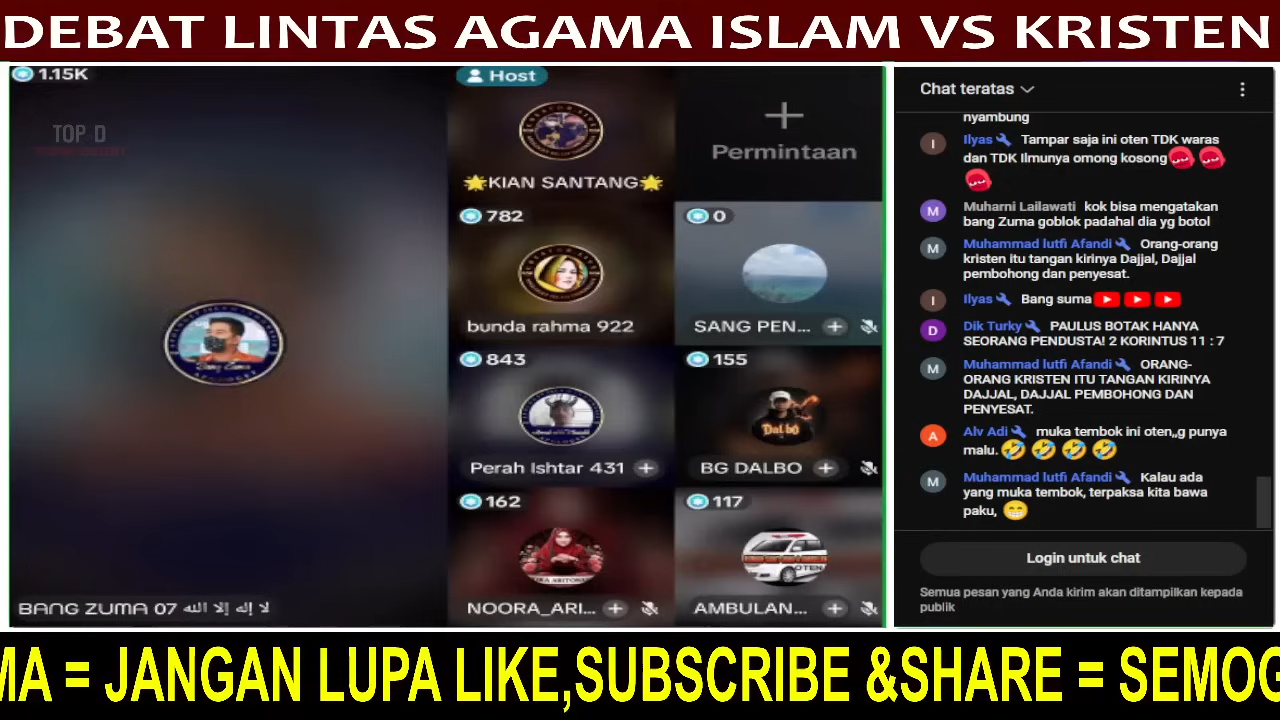 DEBAT LINTAS AGAMA ISLAM VS KRISTEN
1.15K
TOP D
Host
🌟KIAN SANTANG🌟
Permintaan
782
bunda rahma 922
0
SANG PEN...
843
Perah Ishtar 431
155
Dal bo
BG DALBO
162
NOORA_ARI...
117
OTEN
AMBULAN...
BANG ZUMA 07 لا إله إلا الله
Chat teratas
nyambung
Ilyas Tampar saja ini oten TDK waras
dan TDK Ilmunya omong kosong
Muharni Lailawati kok bisa mengatakan
bang Zuma goblok padahal dia yg botol
Muhammad lutfi Afandi Orang-orang
kristen itu tangan kirinya Dajjal, Dajjal
pembohong dan penyesat.
Ilyas Bang suma
Dik Turky PAULUS BOTAK HANYA
SEORANG PENDUSTA! 2 KORINTUS 11 : 7
Muhammad lutfi Afandi ORANG-
ORANG KRISTEN ITU TANGAN KIRINYA
DAJJAL, DAJJAL PEMBOHONG DAN
PENYESAT.
Alv Adi muka tembok ini oten,,g punya
malu. 🤣🤣🤣🤣
Muhammad lutfi Afandi Kalau ada
yang muka tembok, terpaksa kita bawa
paku, 😁
Login untuk chat
Semua pesan yang Anda kirim akan ditampilkan kepada
publik
MA = JANGAN LUPA LIKE,SUBSCRIBE &SHARE = SEMOG